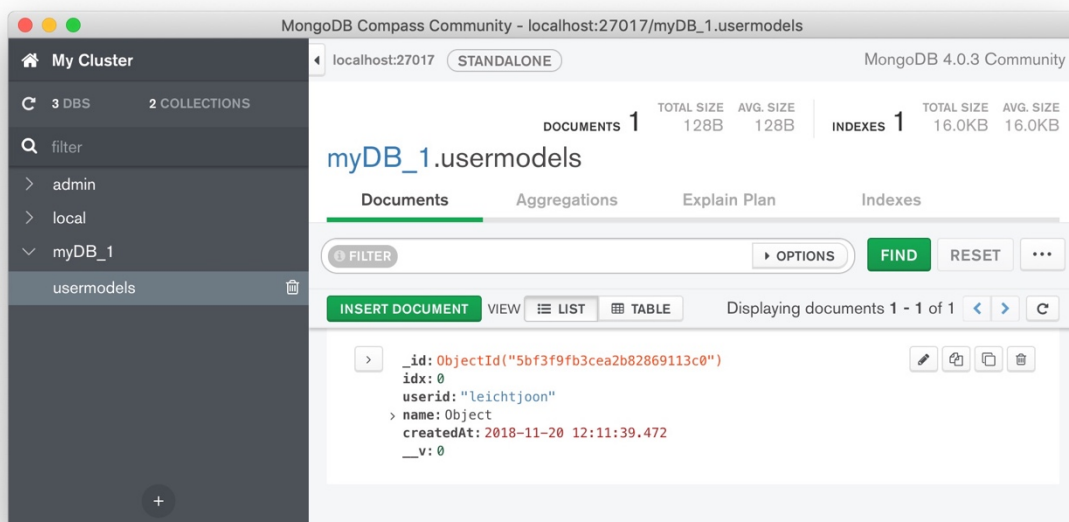 MongoDB Compass Community - localhost:27017/myDB_1.usermodels
My Cluster
3 DBS 2 COLLECTIONS
filter
admin
local
myDB_1
usermodels
localhost:27017 STANDALONE MongoDB 4.0.3 Community
DOCUMENTS 1 TOTAL SIZE 128B AVG. SIZE 128B INDEXES 1 TOTAL SIZE 16.0KB AVG. SIZE 16.0KB
myDB_1.usermodels
Documents Aggregations Explain Plan Indexes
FILTER OPTIONS FIND RESET ...
INSERT DOCUMENT VIEW LIST TABLE Displaying documents 1 - 1 of 1
_id: ObjectId("5bf3f9fb3cea2b82869113c0")
idx: 0
userid: "leichtjoon"
name: Object
createdAt: 2018-11-20 12:11:39.472
__v: 0